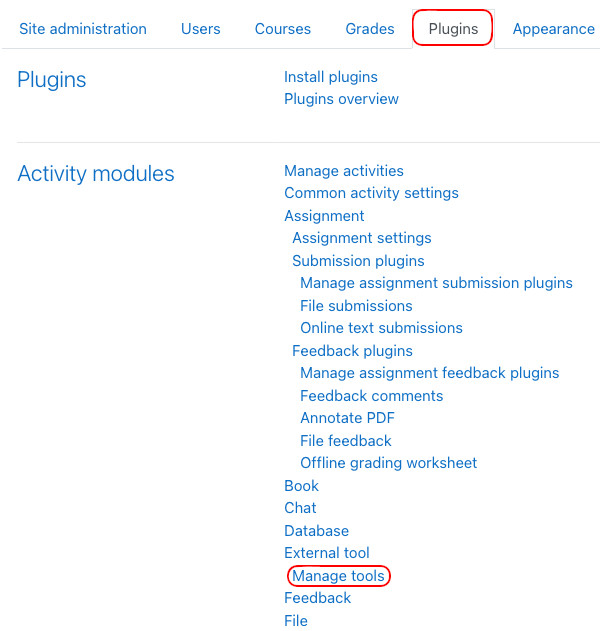 Site administration Users Courses Grades Plugins Appearance
Plugins
Install plugins
Plugins overview
Activity modules
Manage activities
Common activity settings
Assignment
Assignment settings
Submission plugins
Manage assignment submission plugins
File submissions
Online text submissions
Feedback plugins
Manage assignment feedback plugins
Feedback comments
Annotate PDF
File feedback
Offline grading worksheet
Book
Chat
Database
External tool
Manage tools
Feedback
File